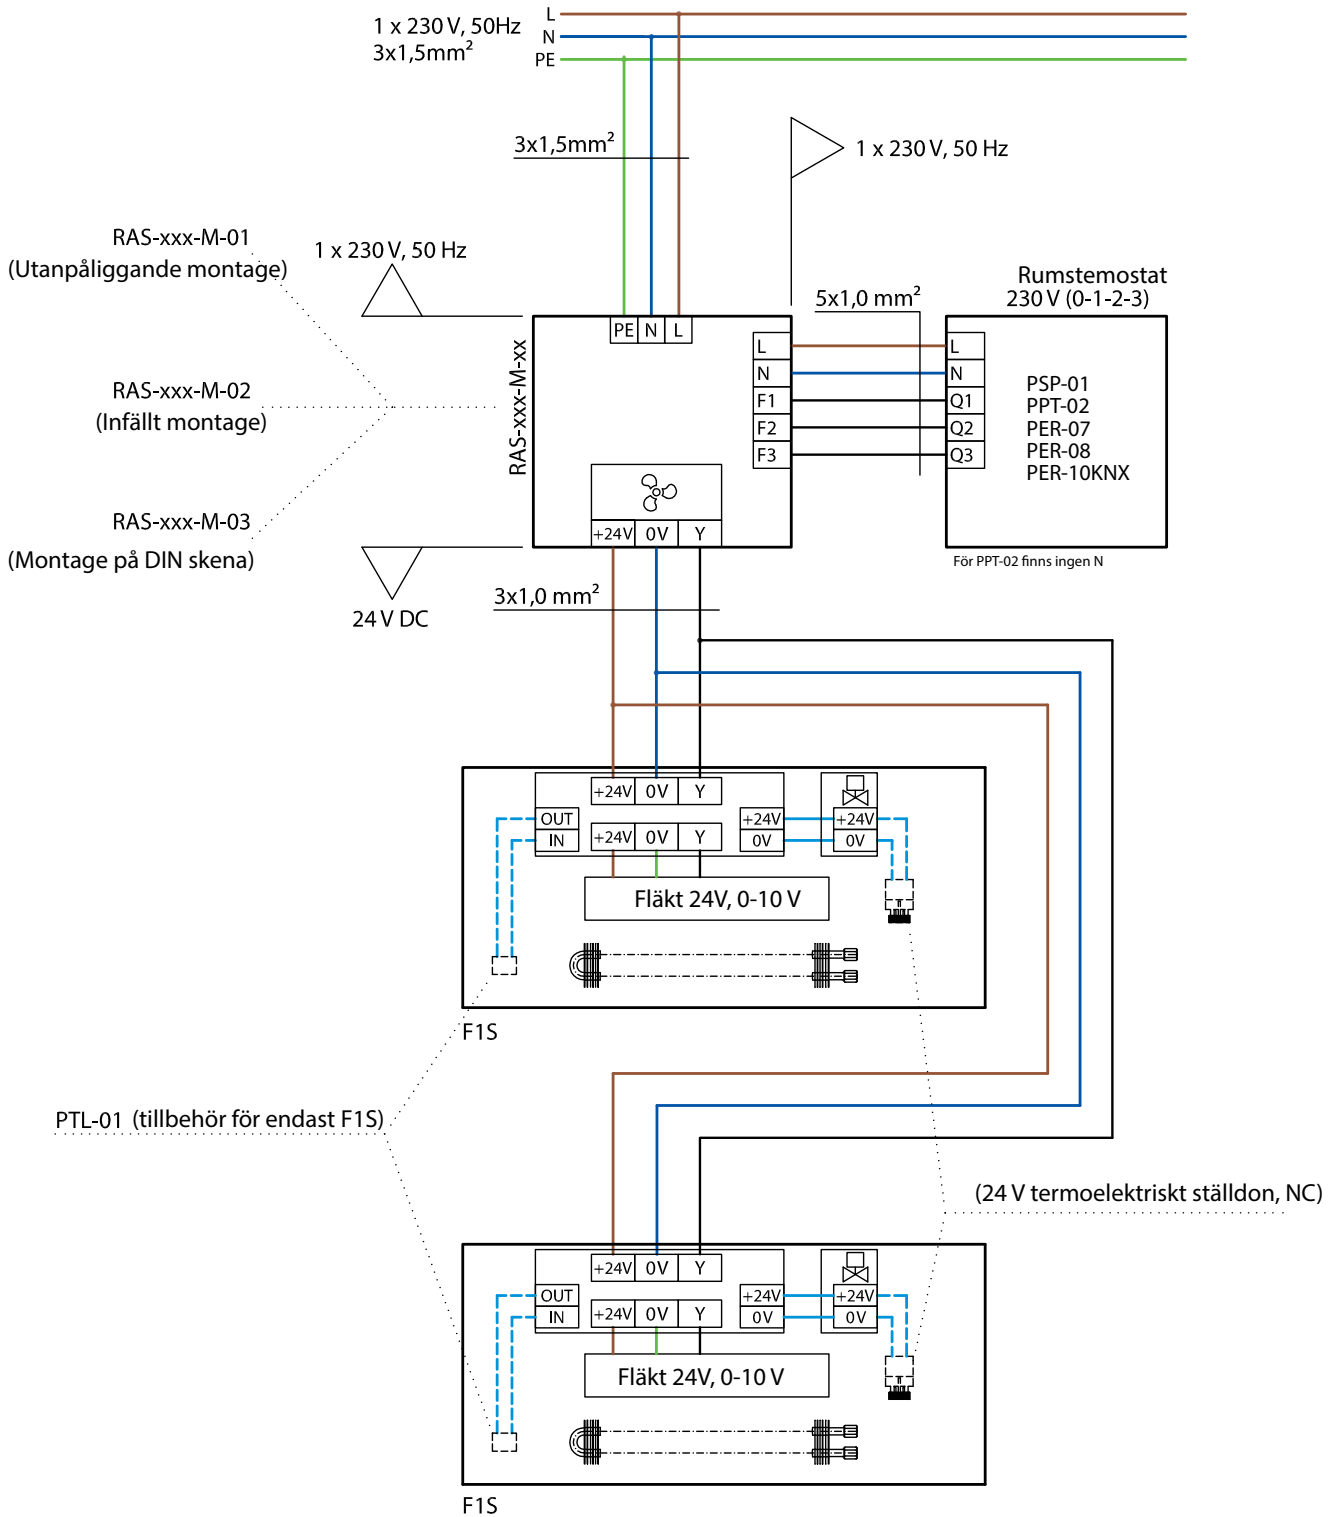 L
1 x 230 V, 50Hz
N
3x1,5mm²
PE
3x1,5mm²
1 x 230 V, 50 Hz
RAS-xxx-M-01
(Utanpåliggande montage)
1 x 230 V, 50 Hz
Rumstemostat
230 V (0-1-2-3)
5x1,0 mm²
PE N L
RAS-xxx-M-xx
L
N
F1
F2
F3
L
N
Q1
Q2
Q3
PSP-01
PPT-02
PER-07
PER-08
PER-10KNX
RAS-xxx-M-02
(Infällt montage)
RAS-xxx-M-03
(Montage på DIN skena)
+24V 0V Y
För PPT-02 finns ingen N
24 V DC
3x1,0 mm²
+24V 0V Y
OUT
IN
+24V 0V Y
+24V
0V
+24V
0V
Fläkt 24V, 0-10 V
F1S
PTL-01 (tillbehör för endast F1S)
(24 V termoelektriskt ställdon, NC)
+24V 0V Y
OUT
IN
+24V 0V Y
+24V
0V
+24V
0V
Fläkt 24V, 0-10 V
F1S